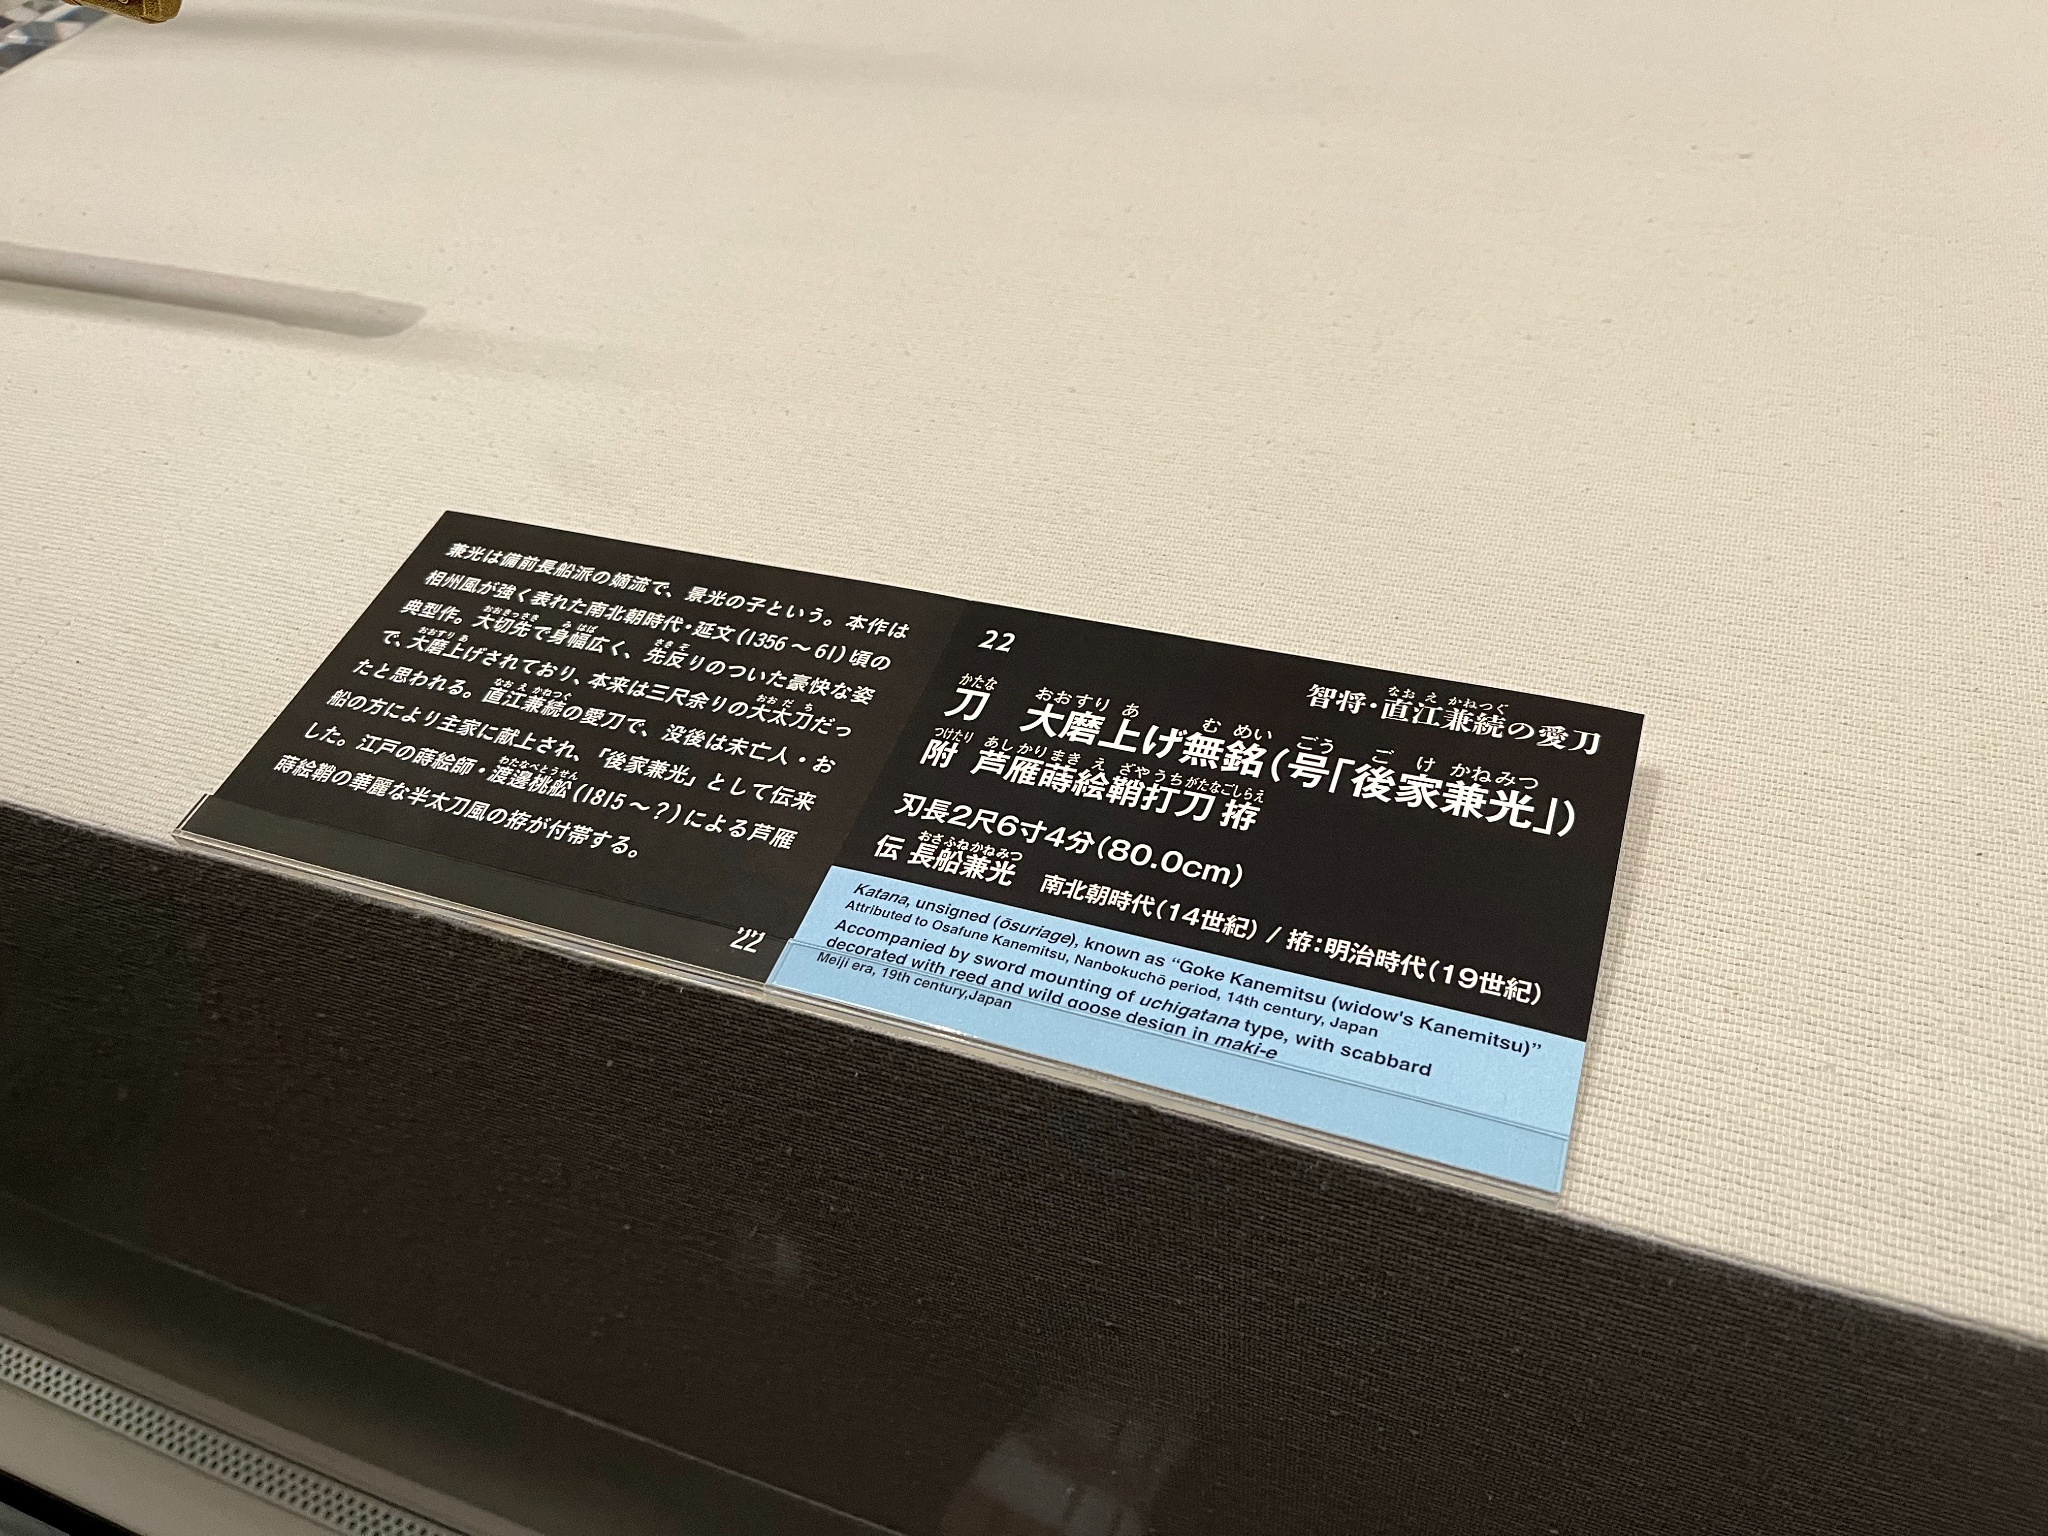 兼光は備前長船派の嫡流で、景光の子という。本作は
相州風が強く表れた南北朝時代・延文(1356～61)頃の
典型作。大切先で身幅広く、先反りのついた豪快な姿
で、大磨上げされており、本来は三尺余りの大太刀だっ
たと思われる。直江兼続の愛刀で、没後は未亡人・お
船の方により主家に献上され、「後家兼光」として伝来
した。江戸の蒔絵師・渡邊桃舩(1815～?)による芦雁
蒔絵鞘の華麗な半太刀風の拵が付帯する。
22
22
智将・直江兼続の愛刀
刀 大磨上げ無銘(号「後家兼光」)
附 芦雁蒔絵鞘打刀拵
刃長2尺6寸4分(80.0cm)
伝 長船兼光 南北朝時代(14世紀) / 拵：明治時代(19世紀)
Katana, unsigned (ōsuriage), known as “Goke Kanemitsu (widow's Kanemitsu)”
Attributed to Osafune Kanemitsu, Nanbokuchō period, 14th century, Japan
Accompanied by sword mounting of uchigatana type, with scabbard
decorated with reed and wild goose design in maki-e
Meiji era, 19th century,Japan